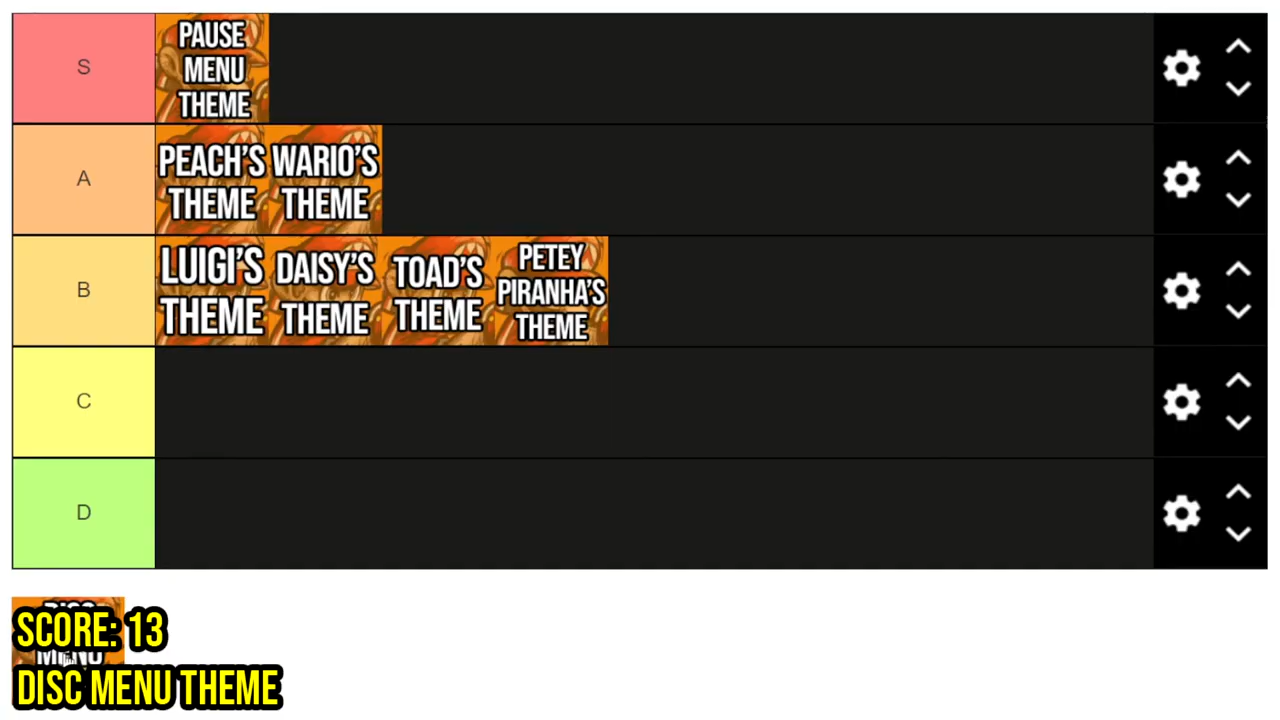 S
PAUSE
MENU
THEME
A
PEACH'S
THEME
WARIO'S
THEME
B
LUIGI'S
THEME
DAISY'S
THEME
TOAD'S
THEME
PETEY
PIRANHA'S
THEME
C
D
SCORE: 13
MENU
DISC MENU THEME